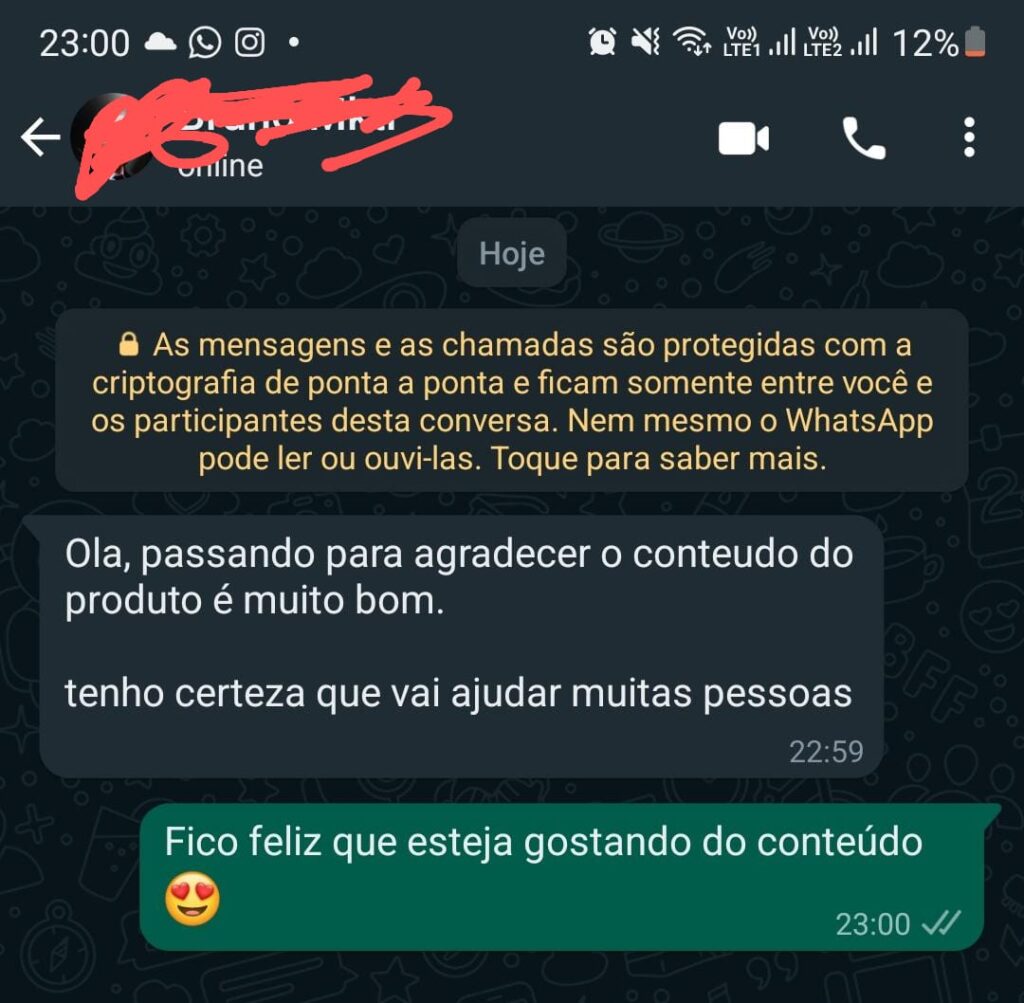 23:00
Vo)) LTE1 Vo)) LTE2 12%
online
Hoje
As mensagens e as chamadas são protegidas com a
criptografia de ponta a ponta e ficam somente entre você e
os participantes desta conversa. Nem mesmo o WhatsApp
pode ler ou ouvi-las. Toque para saber mais.
Ola, passando para agradecer o conteudo do
produto é muito bom.
tenho certeza que vai ajudar muitas pessoas
22:59
Fico feliz que esteja gostando do conteúdo
23:00